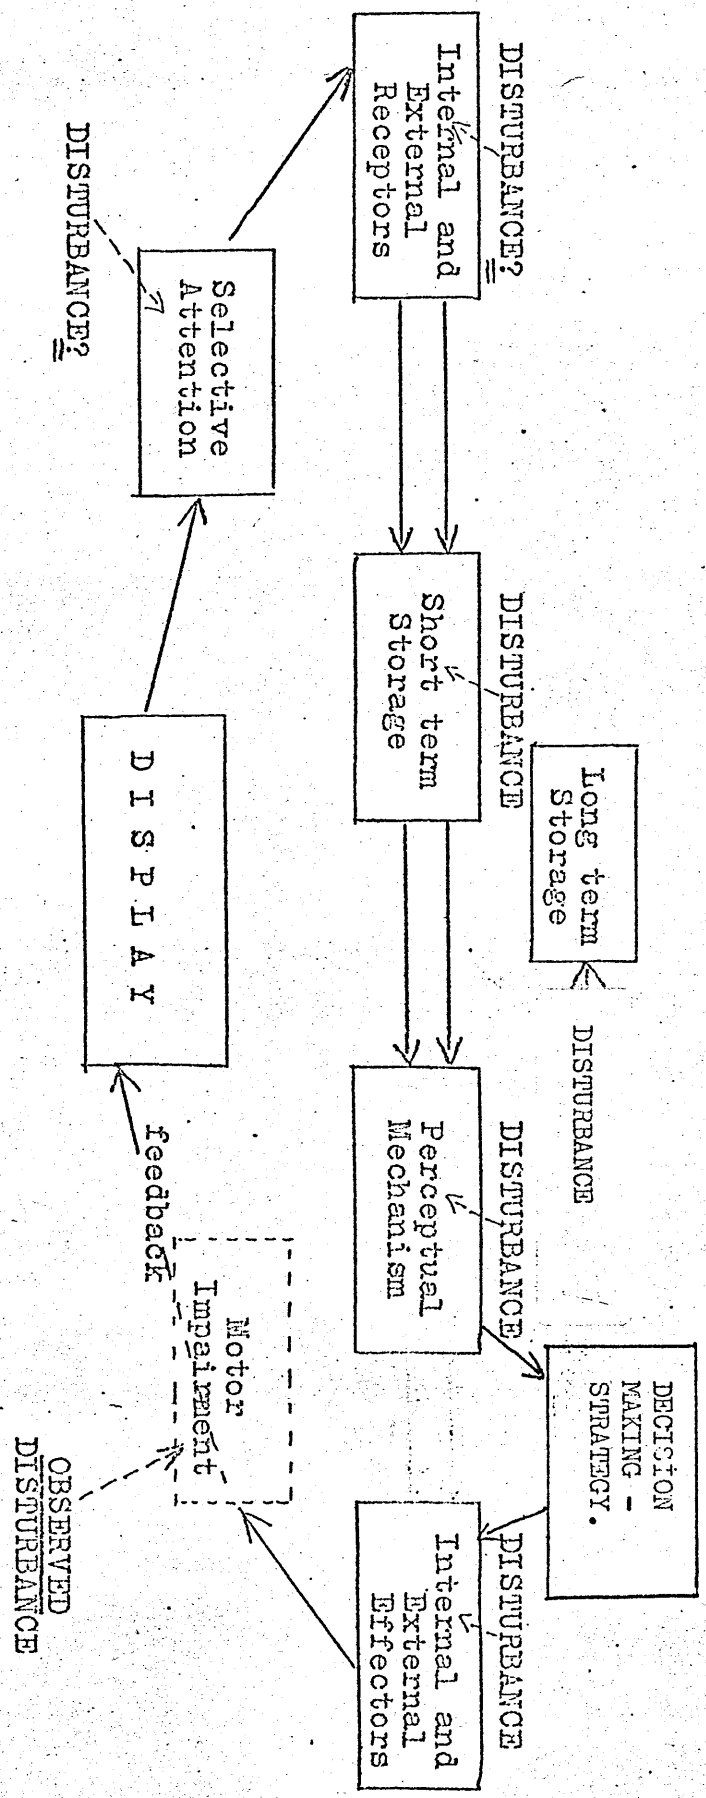 DISTURBANCE
Long term
Storage
DECISION
MAKING -
STRATEGY.
DISTURBANCE?
DISTURBANCE
DISTURBANCE
DISTURBANCE
Internal and
External
Receptors
Short term
Storage
Perceptual
Mechanism
Internal and
External
Effectors
Selective
Attention
DISPLAY
feedback
Motor
Impairment
DISTURBANCE?
OBSERVED
DISTURBANCE